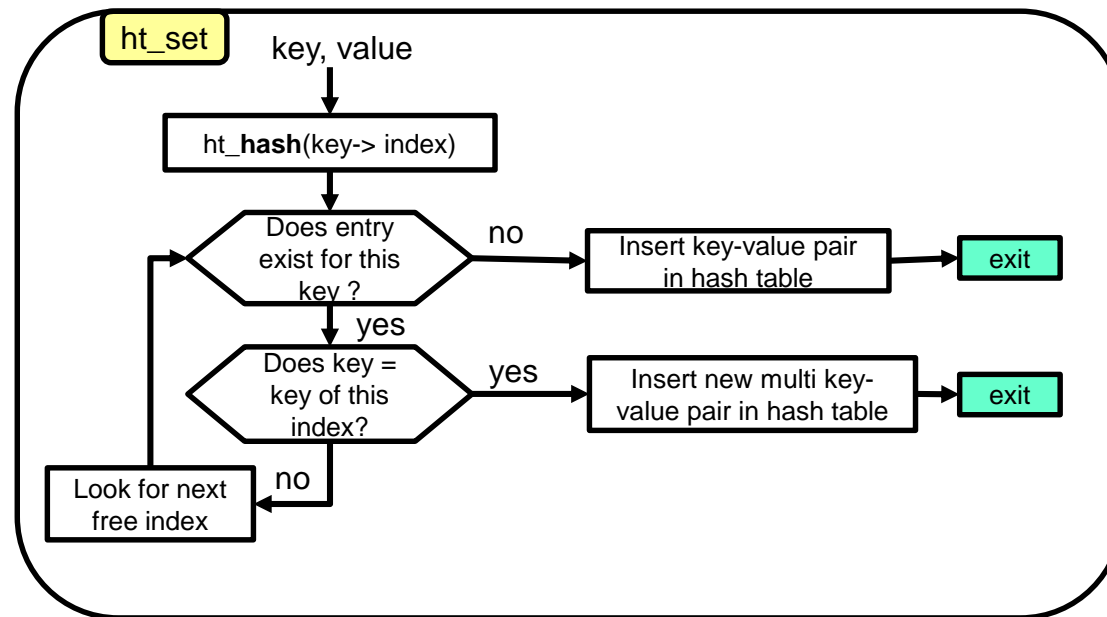 ht_set
key, value
ht_hash(key-> index)
Does entry
exist for this
key ?
no
Insert key-value pair
in hash table
exit
yes
Does key =
key of this
index?
yes
Insert new multi key-
value pair in hash table
exit
no
Look for next
free index